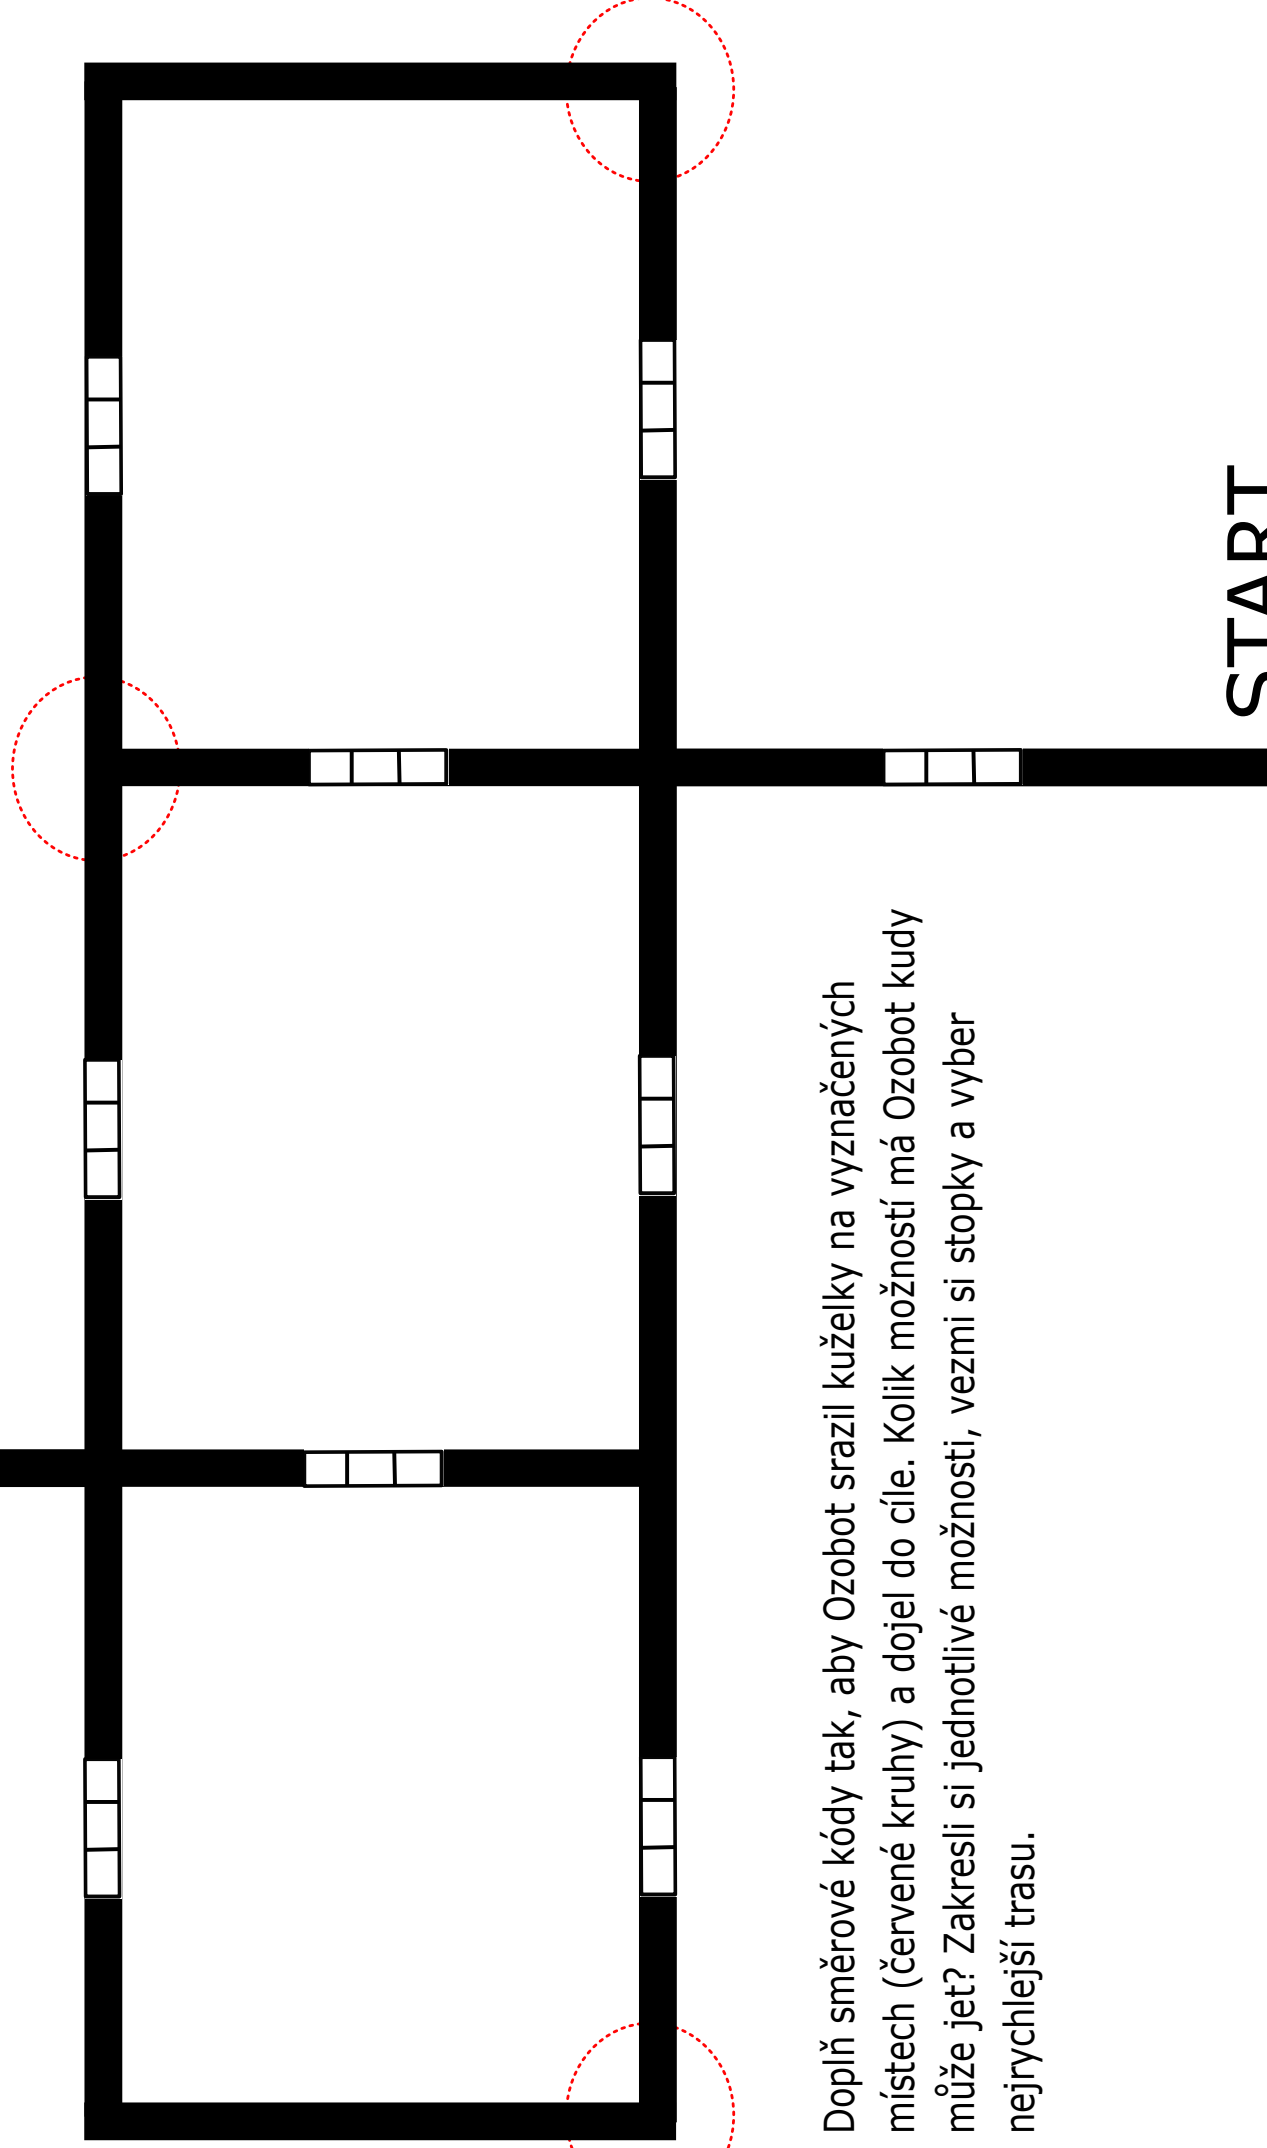 START
Doplň směrové kódy tak, aby Ozobot srazil kuželky na vyznačených
místech (červené kruhy) a dojel do cíle. Kolik možností má Ozobot kudy
může jet? Zakresli si jednotlivé možnosti, vezmi si stopky a vyber
nejrychlejší trasu.